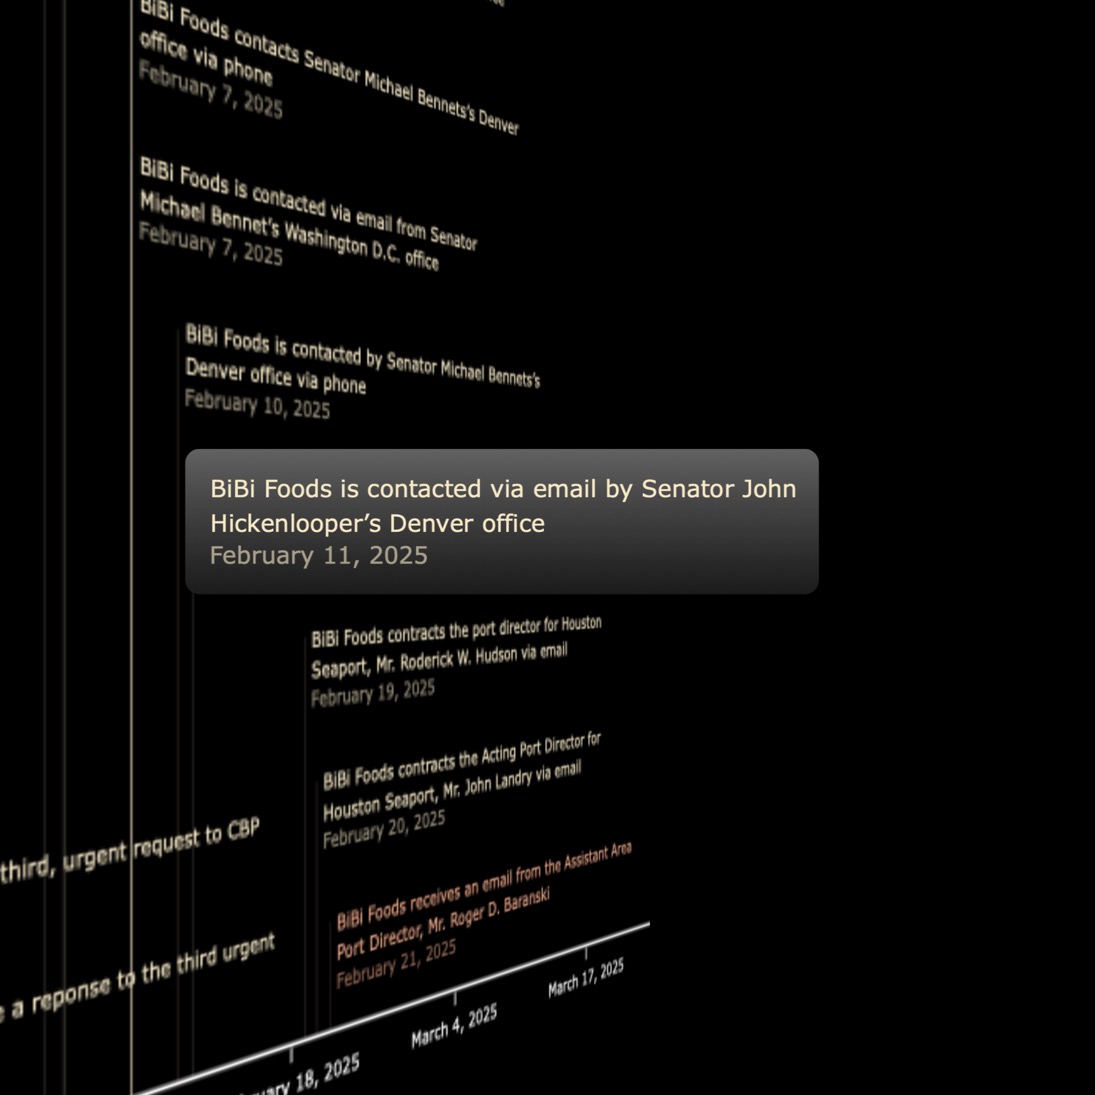 BiBi Foods contacts Senator Michael Bennets's Denver
office via phone
February 7, 2025
BiBi Foods is contacted via email from Senator
Michael Bennet's Washington D.C. office
February 7, 2025
BiBi Foods is contacted by Senator Michael Bennets's
Denver office via phone
February 10, 2025
BiBi Foods is contacted via email by Senator John
Hickenlooper's Denver office
February 11, 2025
BiBi Foods contracts the port director for Houston
Seaport, Mr. Roderick W. Hudson via email
February 19, 2025
BiBi Foods contracts the Acting Port Director for
Houston Seaport, Mr. John Landry via email
February 20, 2025
third, urgent request to CBP
BiBi Foods receives an email from the Assistant Area
Port Director, Mr. Roger D. Baranski
February 21, 2025
a reponse to the third urgent
18, 2025
March 4, 2025
March 17, 2025